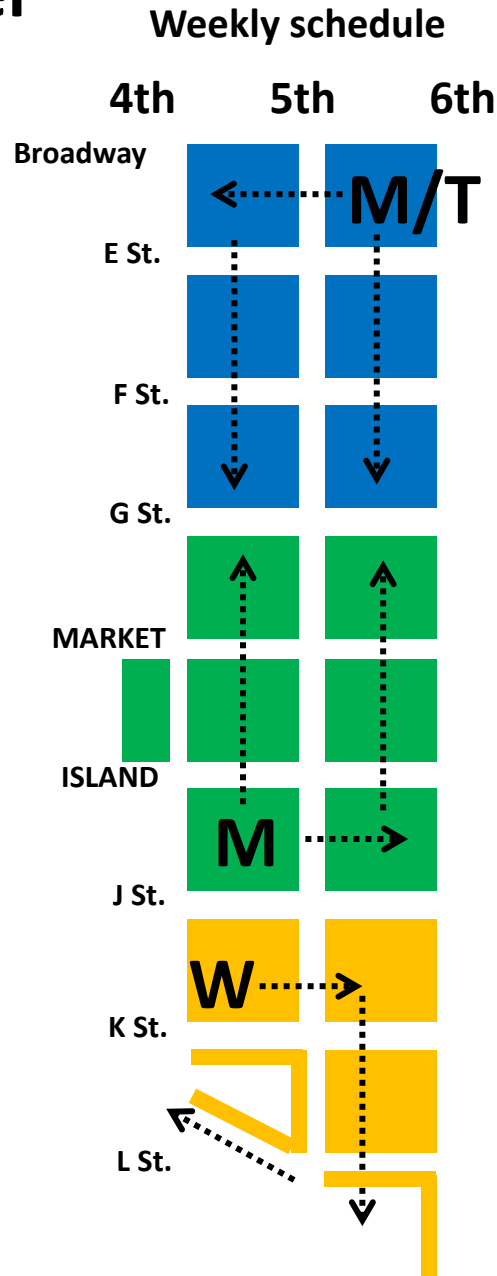 Weekly schedule
4th 5th 6th
Broadway
M/T
E St.
F St.
G St.
MARKET
ISLAND
M
J St.
W
K St.
L St.